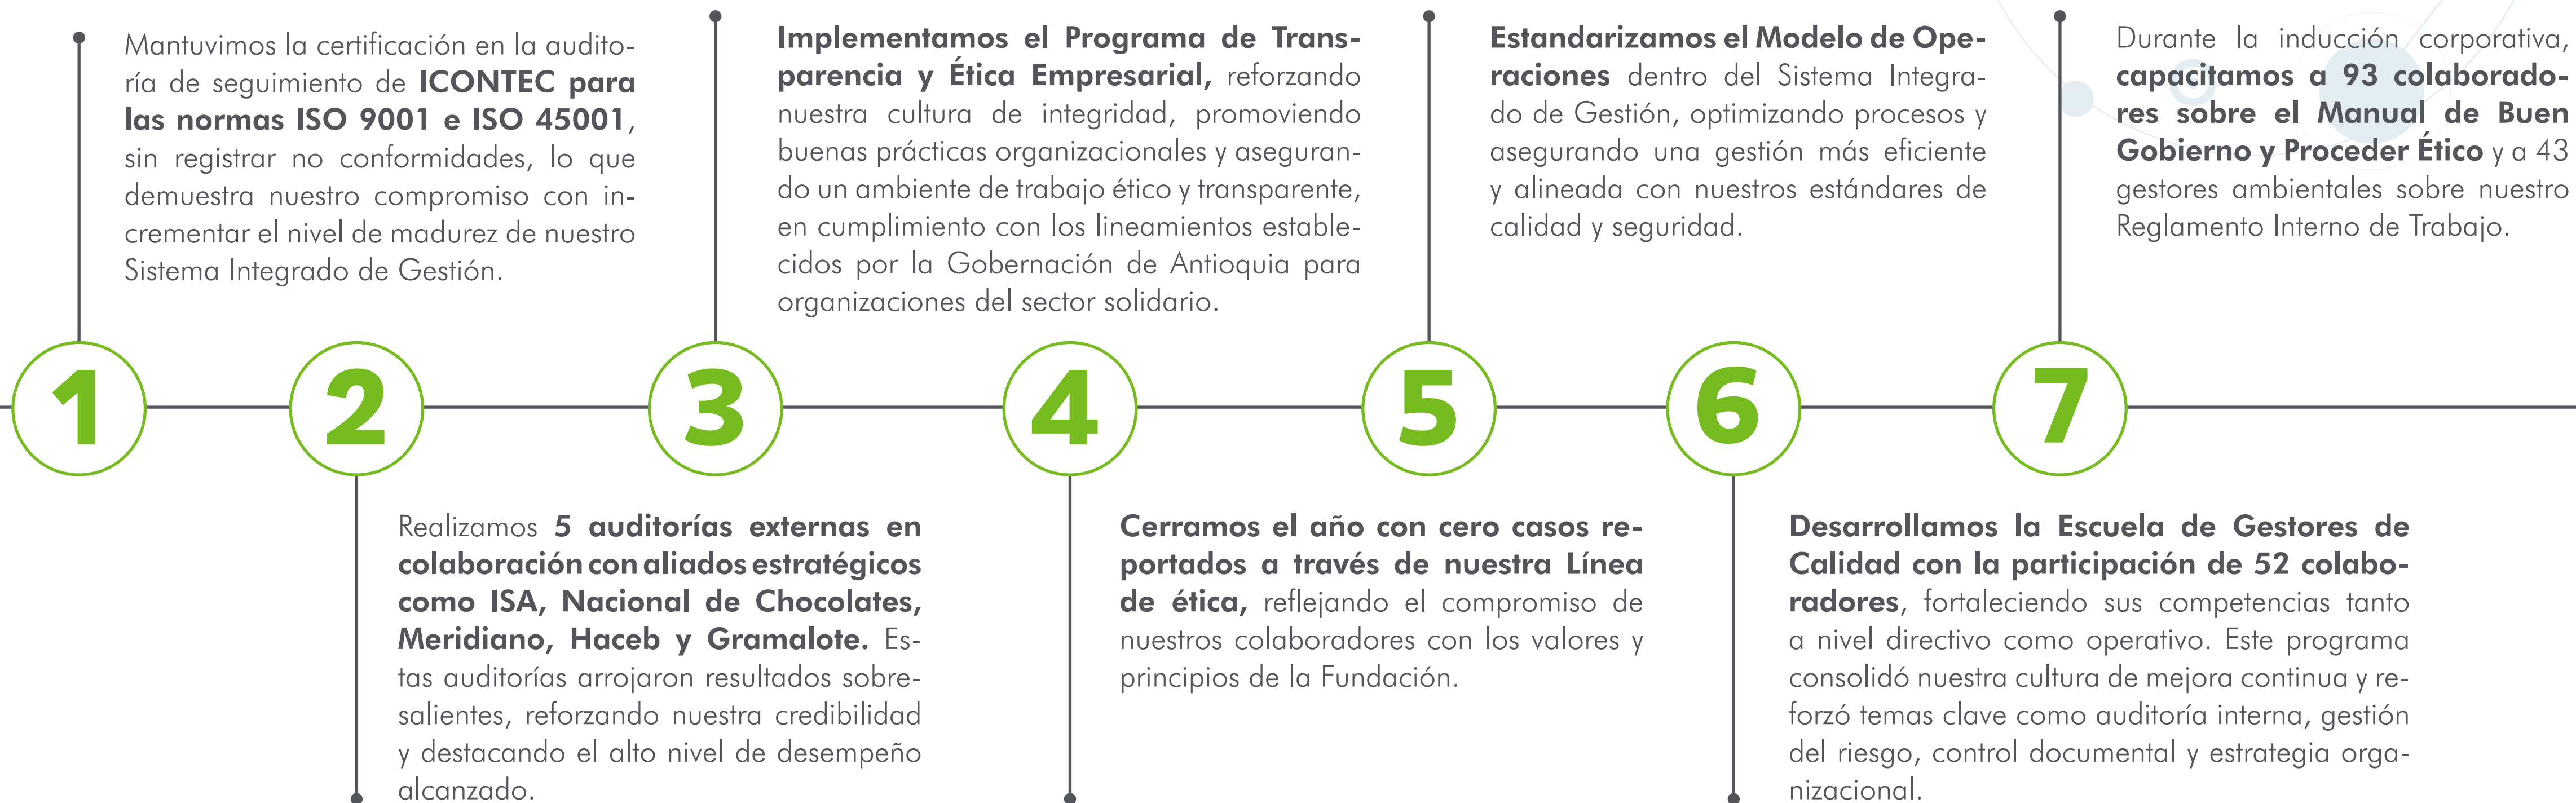 1
Mantuvimos la certificación en la audito-
ría de seguimiento de ICONTEC para
las normas ISO 9001 e ISO 45001,
sin registrar no conformidades, lo que
demuestra nuestro compromiso con in-
crementar el nivel de madurez de nuestro
Sistema Integrado de Gestión.
2
Realizamos 5 auditorías externas en
colaboración con aliados estratégicos
como ISA, Nacional de Chocolates,
Meridiano, Haceb y Gramalote. Es-
tas auditorías arrojaron resultados sobre-
salientes, reforzando nuestra credibilidad
y destacando el alto nivel de desempeño
alcanzado.
3
Implementamos el Programa de Trans-
parencia y Ética Empresarial, reforzando
nuestra cultura de integridad, promoviendo
buenas prácticas organizacionales y aseguran-
do un ambiente de trabajo ético y transparente,
en cumplimiento con los lineamientos estable-
cidos por la Gobernación de Antioquia para
organizaciones del sector solidario.
4
Cerramos el año con cero casos re-
portados a través de nuestra Línea
de ética, reflejando el compromiso de
nuestros colaboradores con los valores y
principios de la Fundación.
5
Estandarizamos el Modelo de Ope-
raciones dentro del Sistema Integra-
do de Gestión, optimizando procesos y
asegurando una gestión más eficiente
y alineada con nuestros estándares de
calidad y seguridad.
6
Desarrollamos la Escuela de Gestores de
Calidad con la participación de 52 colabo-
radores, fortaleciendo sus competencias tanto
a nivel directivo como operativo. Este programa
consolidó nuestra cultura de mejora continua y re-
forzó temas clave como auditoría interna, gestión
del riesgo, control documental y estrategia orga-
nizacional.
7
Durante la inducción corporativa,
capacitamos a 93 colaborado-
res sobre el Manual de Buen
Gobierno y Proceder Ético y a 43
gestores ambientales sobre nuestro
Reglamento Interno de Trabajo.